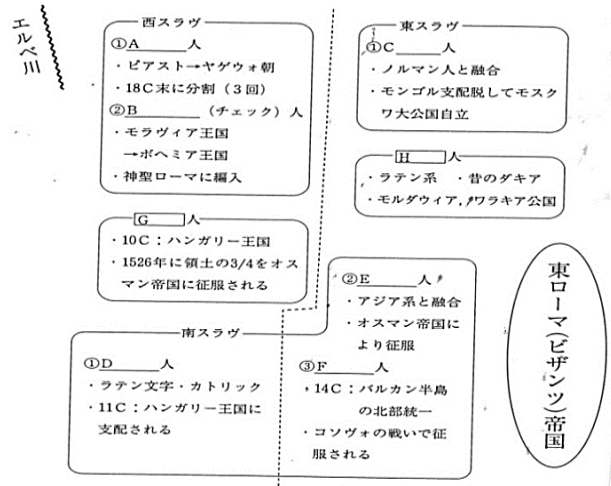 エルベ川
西スラヴ
①A______人
・ピアスト→ヤゲウォ朝
・18C末に分割（3回）
②B______（チェック）人
・モラヴィア王国
→ボヘミア王国
・神聖ローマに編入
東スラヴ
①C______人
・ノルマン人と融合
・モンゴル支配脱してモスク
ワ大公国自立
H人
・ラテン系 ・昔のダキア
・モルダウィア，ワラキア公国
G人
・10C：ハンガリー王国
・1526年に領土の3/4をオス
マン帝国に征服される
南スラヴ
①D______人
・ラテン文字・カトリック
・11C：ハンガリー王国に
支配される
②E______人
・アジア系と融合
・オスマン帝国に
より征服
③F______人
・14C：バルカン半島
の北部統一
・コソヴォの戦いで征
服される
東ローマ（ビザンツ）帝国